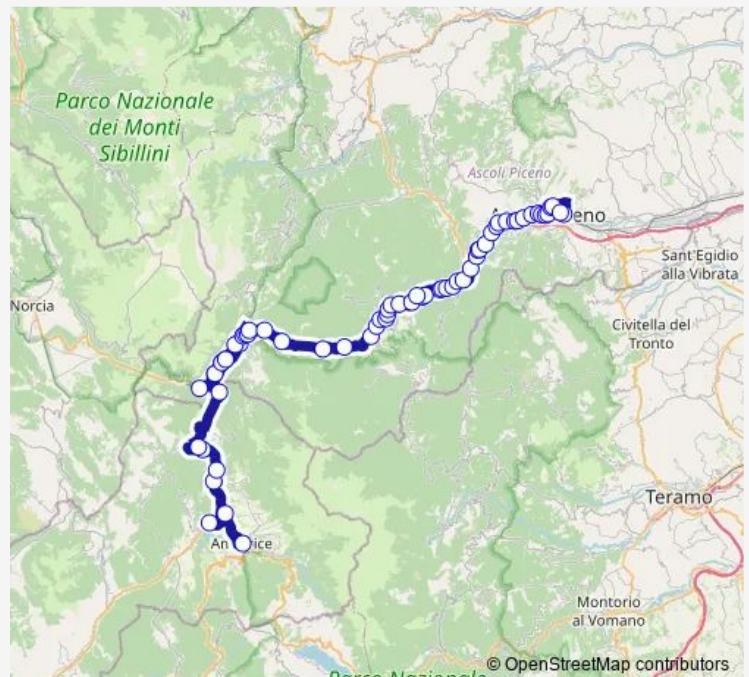 Parco Nazionale
dei Monti
Sibillini
Ascoli Piceno
Sant'Egidio
alla Vibrata
Norcia
Civitella del
Tronto
Teramo
Montorio
al Vomano
© OpenStreetMap contributors